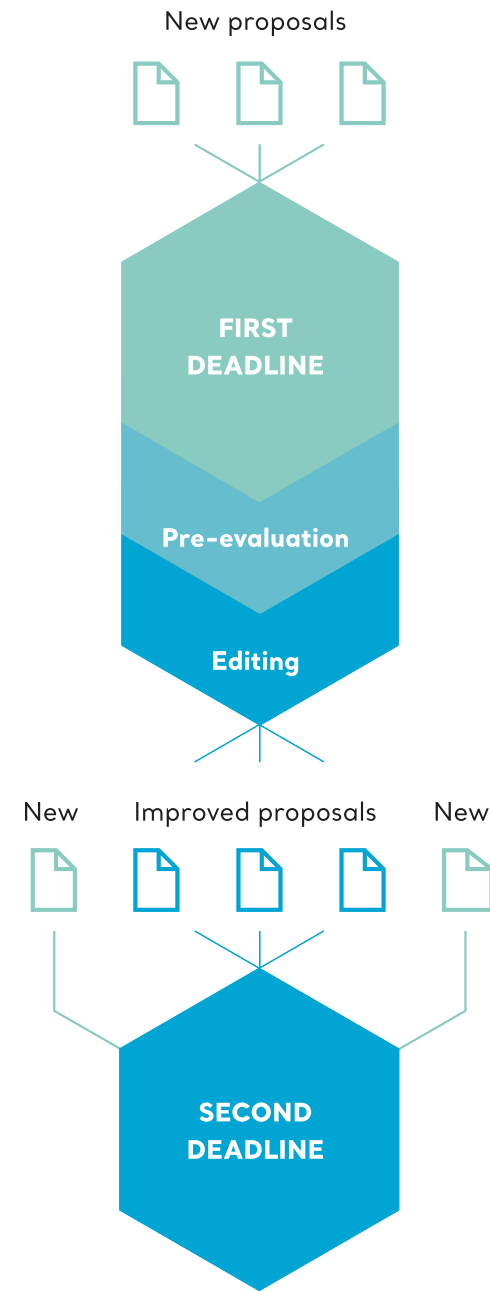 New proposals
FIRST
DEADLINE
Pre-evaluation
Editing
New
Improved proposals
New
SECOND
DEADLINE